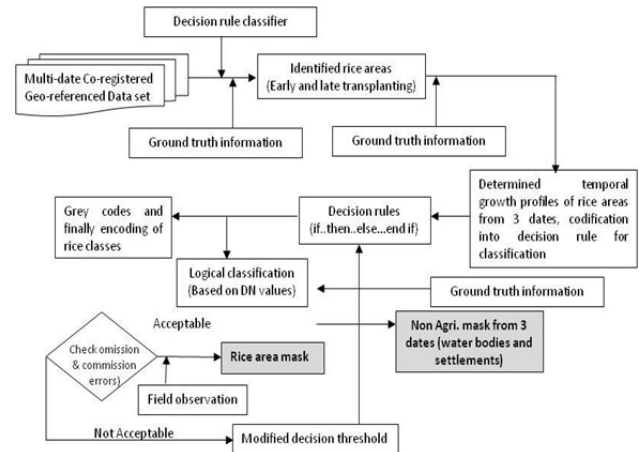 Decision rule classifier
Multi-date Co-registered
Geo-referenced Data set
Identified rice areas
(Early and late transplanting)
Ground truth information
Ground truth information
Grey codes and
finally encoding of
rice classes
Decision rules
(if..then..else...end if)
Determined temporal
growth profiles of rice areas
from 3 dates, codification
into decision rule for
classification
Logical classification
(Based on DN values)
Ground truth information
Acceptable
Non Agri. mask from 3
dates (water bodies and
settlements)
Check omission
& commission
errors)
Rice area mask
Field observation
Not Acceptable
Modified decision threshold